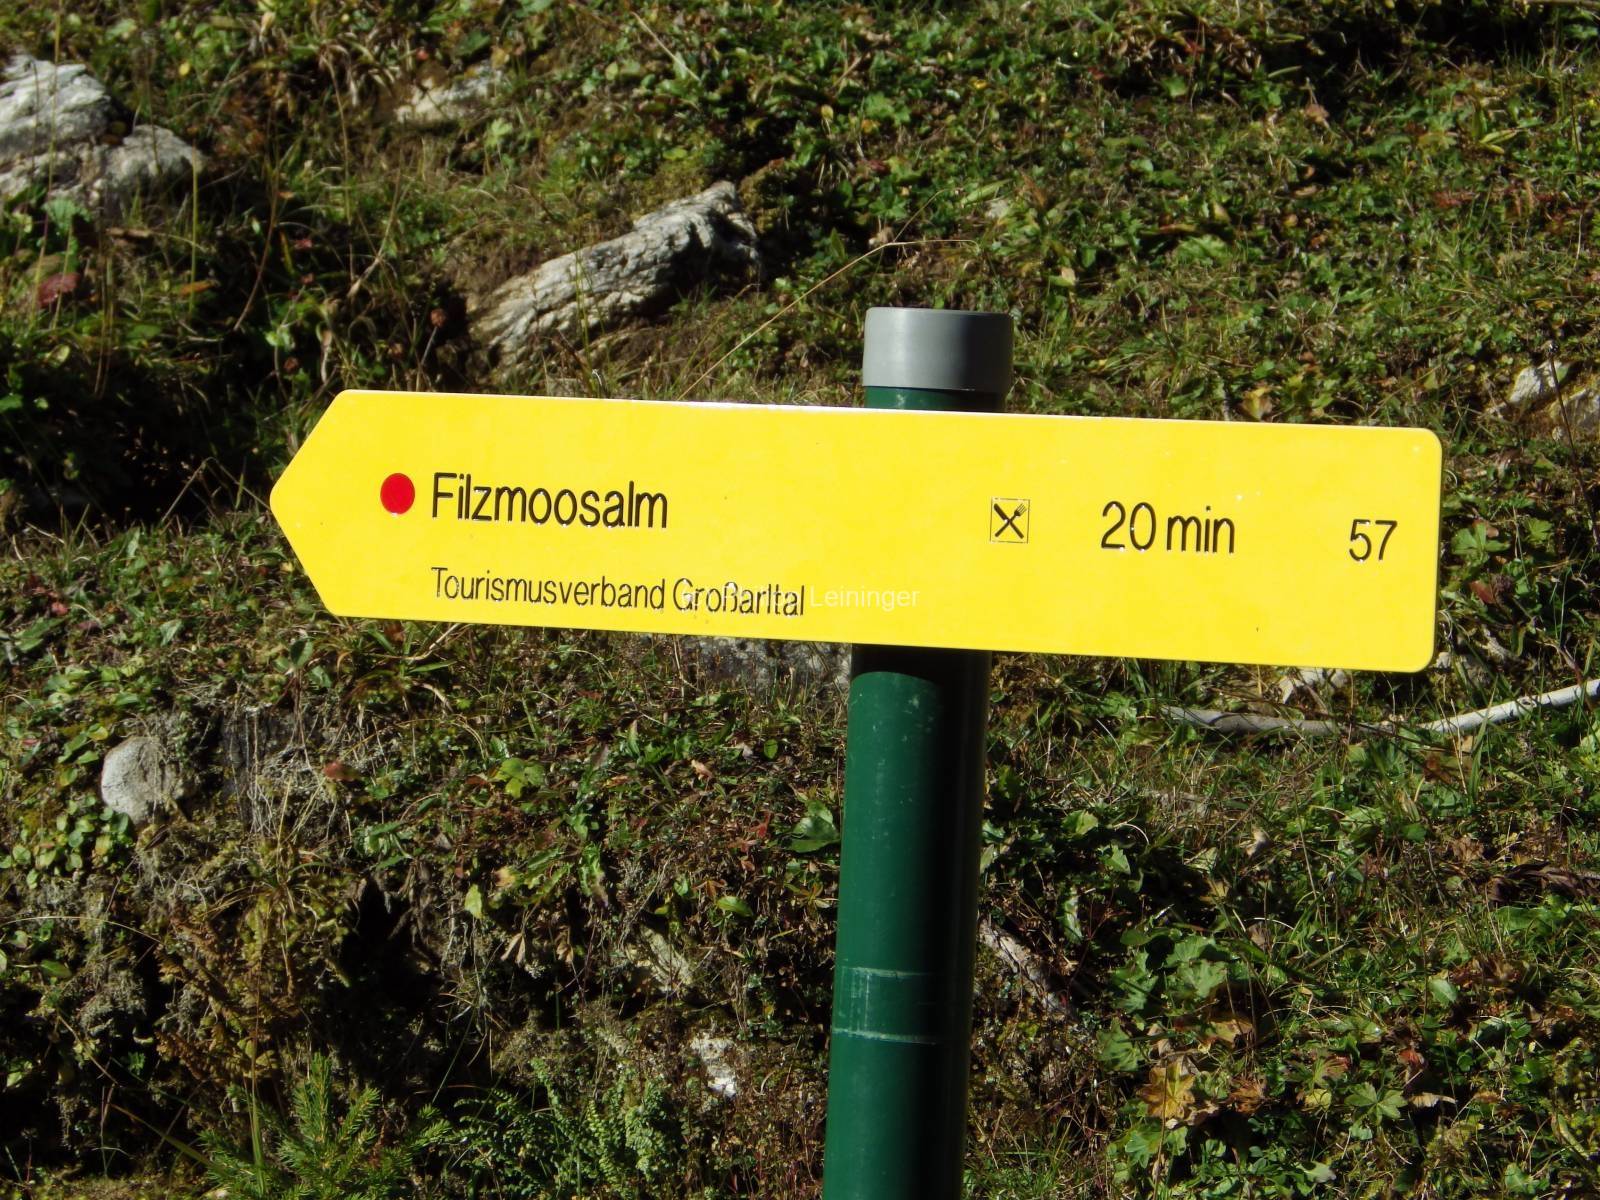 Filzmoosalm 20 min 57
Tourismusverband Großarltal
Leininger